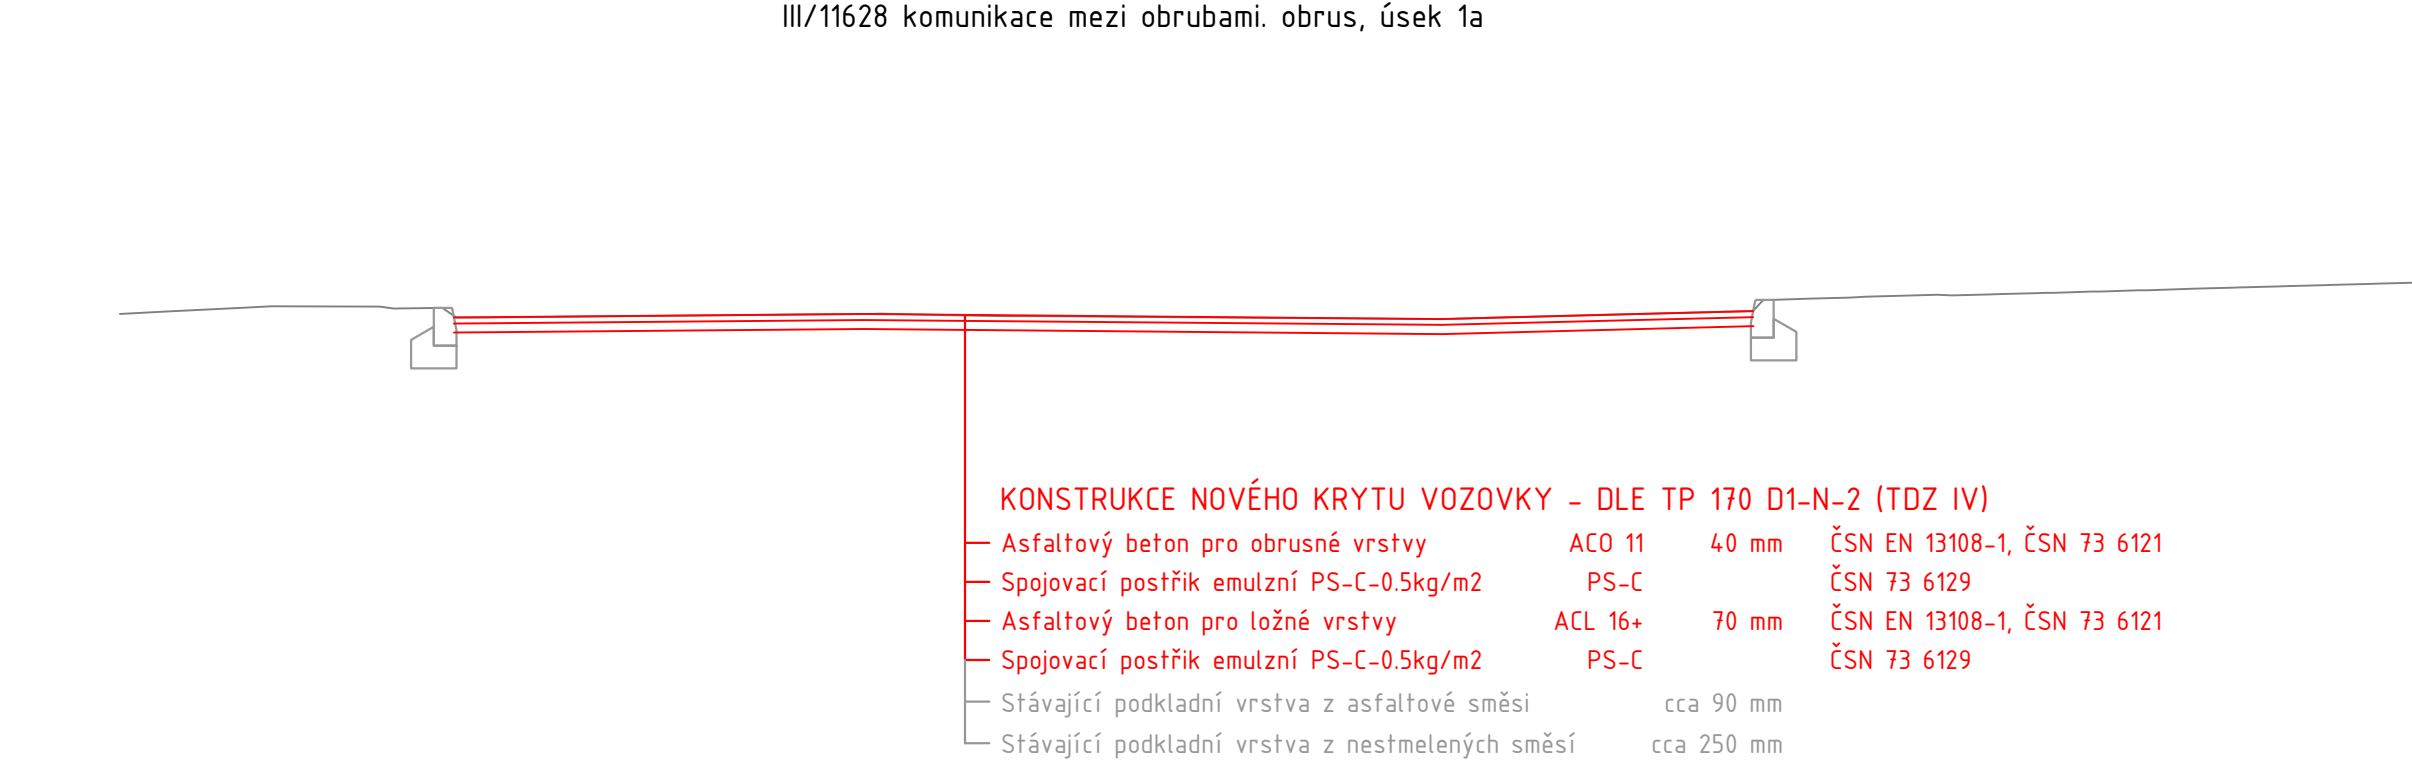 III/11628 komunikace mezi obrubami. obrus, úsek 1a
KONSTRUKCE NOVÉHO KRYTU VOZOVKY - DLE TP 170 D1-N-2 (TDZ IV)
Asfaltový beton pro obrusné vrstvy ACO 11 40 mm ČSN EN 13108-1, ČSN 73 6121
Spojovací postřik emulzní PS-C-0.5kg/m2 PS-C ČSN 73 6129
Asfaltový beton pro ložné vrstvy ACL 16+ 70 mm ČSN EN 13108-1, ČSN 73 6121
Spojovací postřik emulzní PS-C-0.5kg/m2 PS-C ČSN 73 6129
Stávající podkladní vrstva z asfaltové směsi cca 90 mm
Stávající podkladní vrstva z nestmelených směsí cca 250 mm